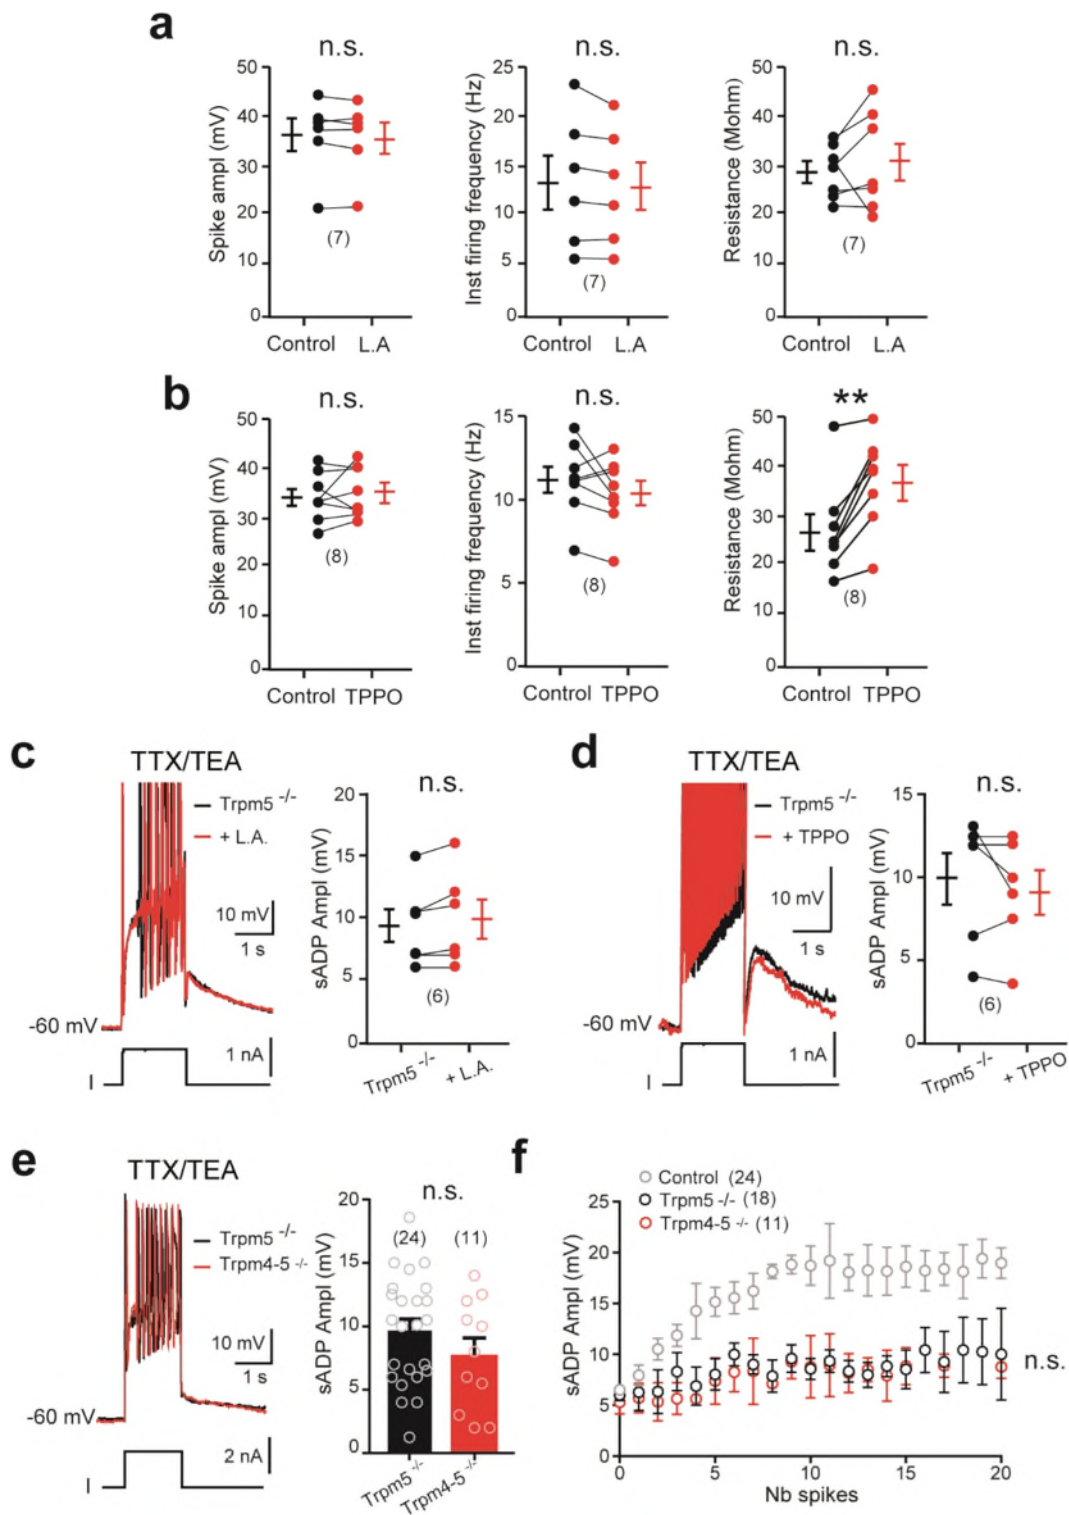 a
n.s.
Spike ampl (mV)
50
40
30
20
10
0
(7)
Control L.A
n.s.
Inst firing frequency (Hz)
25
20
15
10
5
0
(7)
Control L.A
n.s.
Resistance (Mohm)
50
40
30
20
10
0
(7)
Control L.A
b
n.s.
Spike ampl (mV)
50
40
30
20
10
0
(8)
Control TPPO
n.s.
Inst firing frequency (Hz)
15
10
5
0
(8)
Control TPPO
**
Resistance (Mohm)
50
40
30
20
10
0
(8)
Control TPPO
c
TTX/TEA
Trpm5 -/-
+ L.A.
10 mV
1 s
-60 mV
1 nA
I
n.s.
sADP Ampl (mV)
20
15
10
5
0
(6)
Trpm5 -/- + L.A.
d
TTX/TEA
Trpm5 -/-
+ TPPO
10 mV
1 s
-60 mV
1 nA
I
n.s.
sADP Ampl (mV)
15
10
5
0
(6)
Trpm5 -/- + TPPO
e
TTX/TEA
Trpm5 -/-
Trpm4-5 -/-
10 mV
1 s
-60 mV
2 nA
I
n.s.
sADP Ampl (mV)
20
15
10
5
0
(24) (11)
Trpm5 -/- Trpm4-5 -/-
f
Control (24)
Trpm5 -/- (18)
Trpm4-5 -/- (11)
sADP Ampl (mV)
25
20
15
10
5
0
n.s.
0 5 10 15 20
Nb spikes